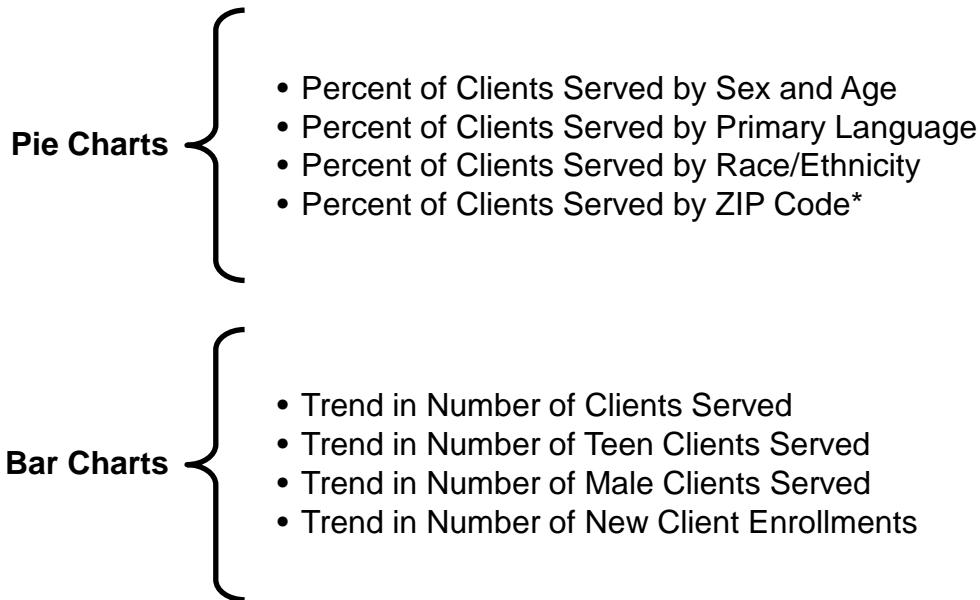 Pie Charts
• Percent of Clients Served by Sex and Age
• Percent of Clients Served by Primary Language
• Percent of Clients Served by Race/Ethnicity
• Percent of Clients Served by ZIP Code*
Bar Charts
• Trend in Number of Clients Served
• Trend in Number of Teen Clients Served
• Trend in Number of Male Clients Served
• Trend in Number of New Client Enrollments